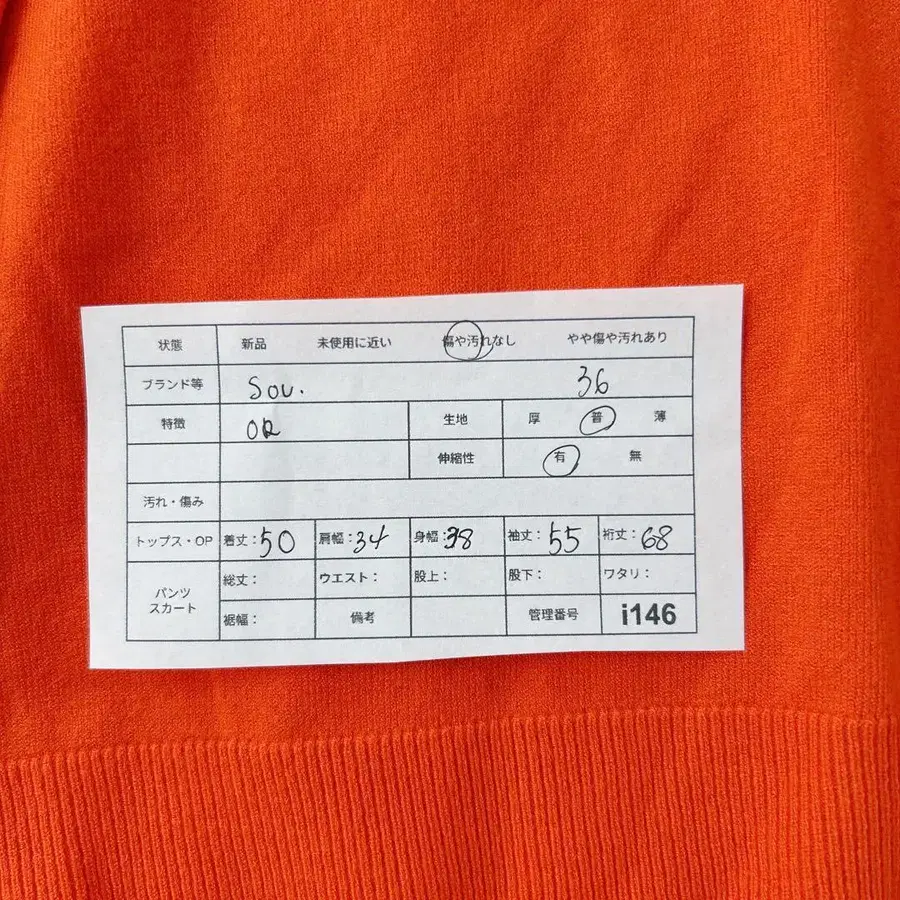 状態 新品 未使用に近い 傷や汚れなし やや傷や汚れあり
ブランド等 Sov. 36
特徴 OR 生地 厚 普 薄
伸縮性 有 無
汚れ・傷み
トップス・OP 着丈:50 肩幅:34 身幅:38 袖丈:55 裄丈:68
パンツ スカート 総丈: ウエスト: 股上: 股下: ワタリ:
裾幅: 備考 管理番号 i146